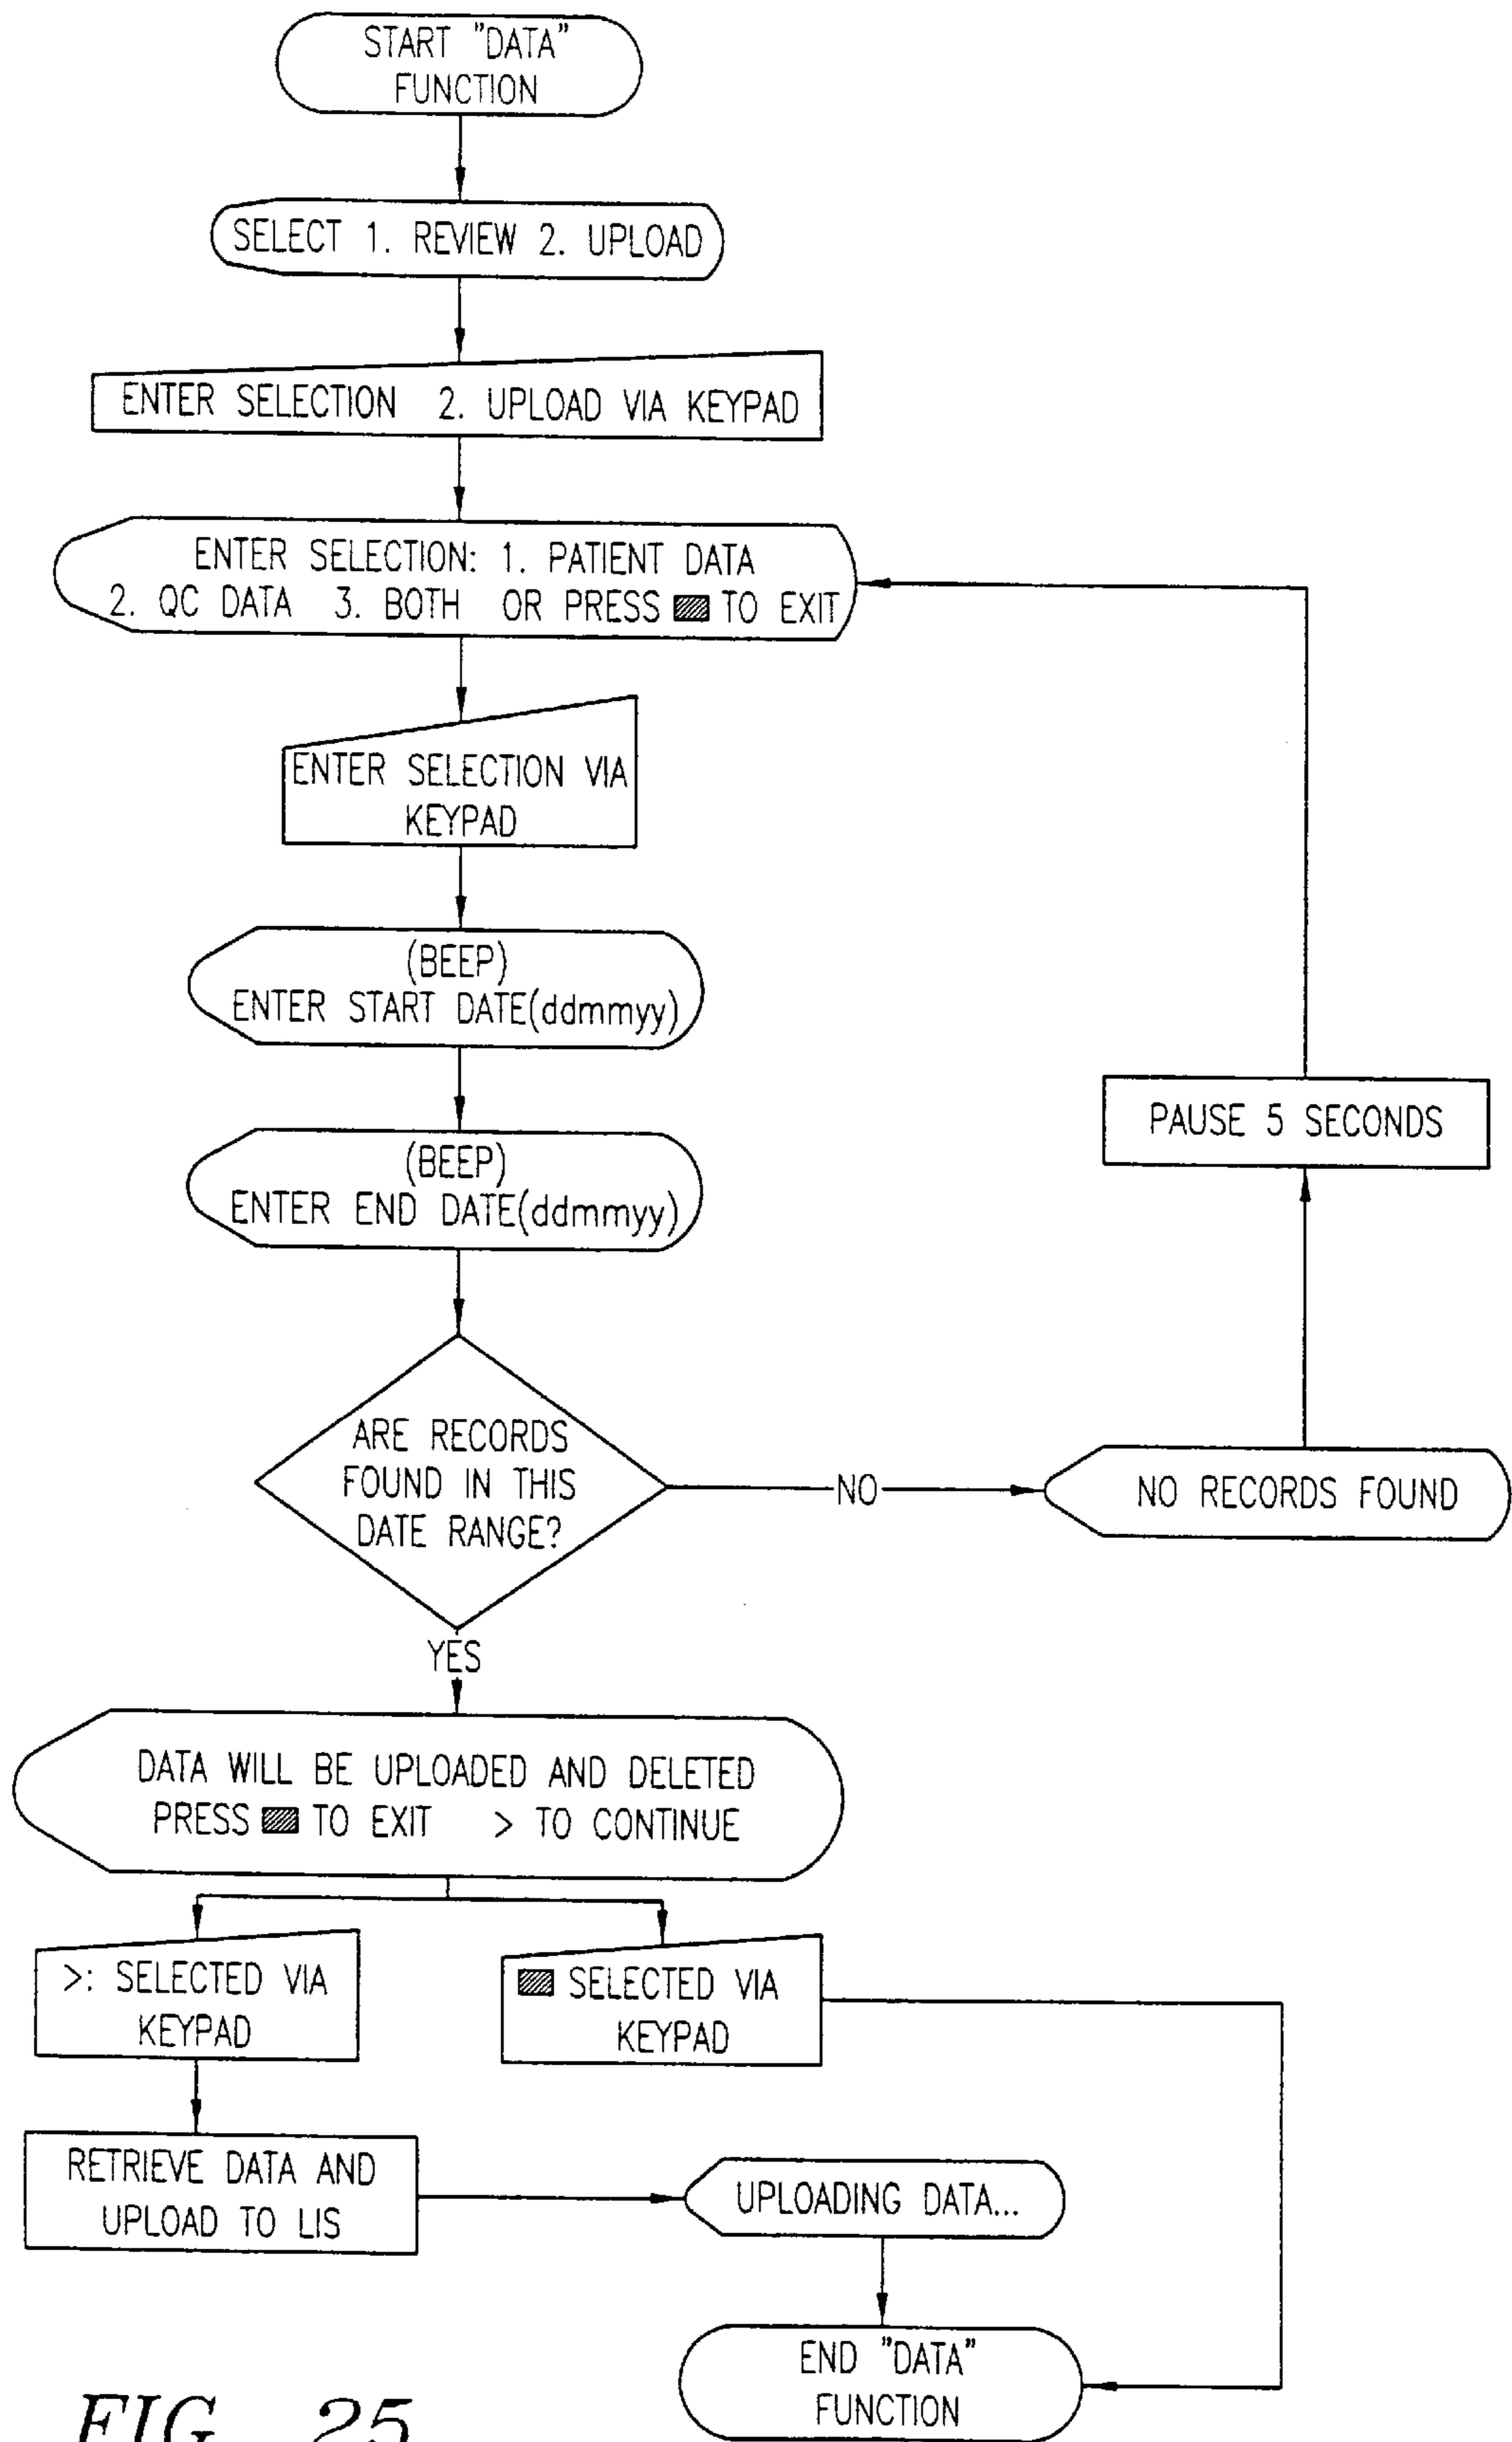 START "DATA"
FUNCTION
SELECT 1. REVIEW 2. UPLOAD
ENTER SELECTION 2. UPLOAD VIA KEYPAD
ENTER SELECTION: 1. PATIENT DATA
2. QC DATA 3. BOTH OR PRESS ▨ TO EXIT
ENTER SELECTION VIA
KEYPAD
(BEEP)
ENTER START DATE(ddmmyy)
(BEEP)
ENTER END DATE(ddmmyy)
PAUSE 5 SECONDS
ARE RECORDS
FOUND IN THIS
DATE RANGE?
NO
NO RECORDS FOUND
YES
DATA WILL BE UPLOADED AND DELETED
PRESS ▨ TO EXIT > TO CONTINUE
>: SELECTED VIA
KEYPAD
▨ SELECTED VIA
KEYPAD
RETRIEVE DATA AND
UPLOAD TO LIS
UPLOADING DATA...
END "DATA"
FUNCTION
FIG. 25